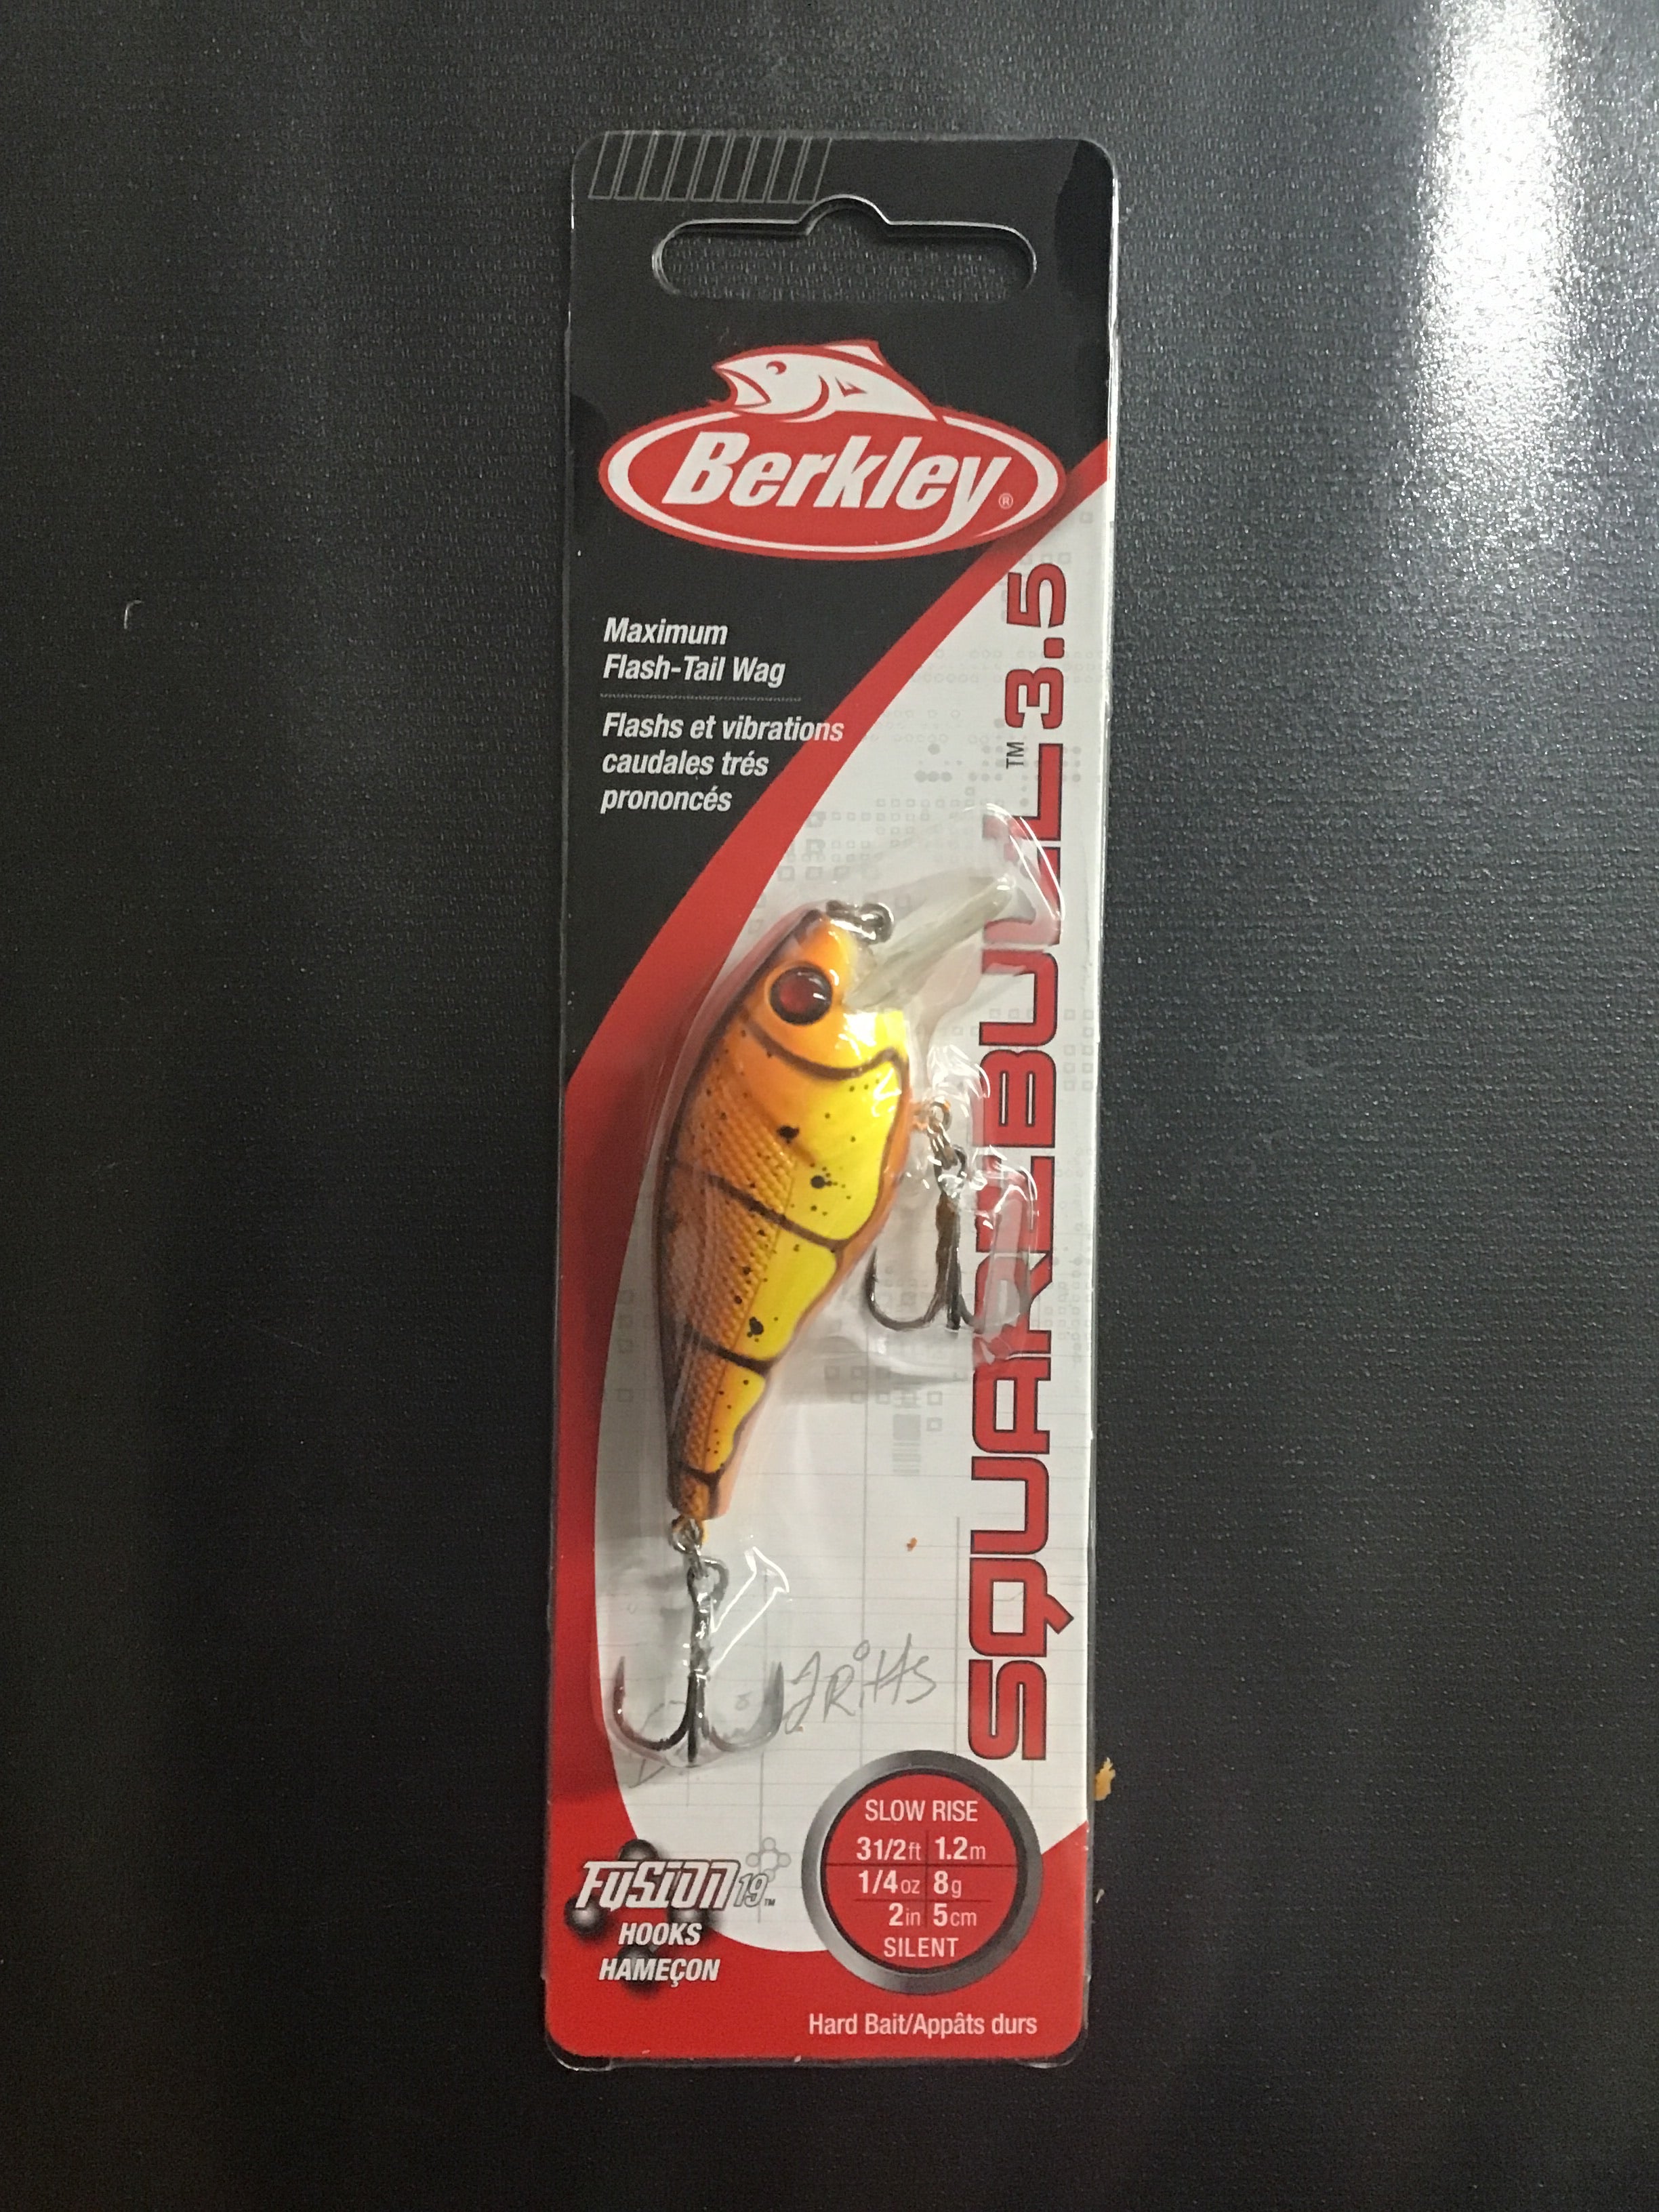 Berkley®
Maximum
Flash-Tail Wag
Flashs et vibrations
caudales trés
prononcés
SQUAREBULL™ 3.5
SLOW RISE
31/2ft 1.2m
1/4oz 8g
2in 5cm
SILENT
FUSION19™
HOOKS
HAMEÇON
Hard Bait/Appâts durs